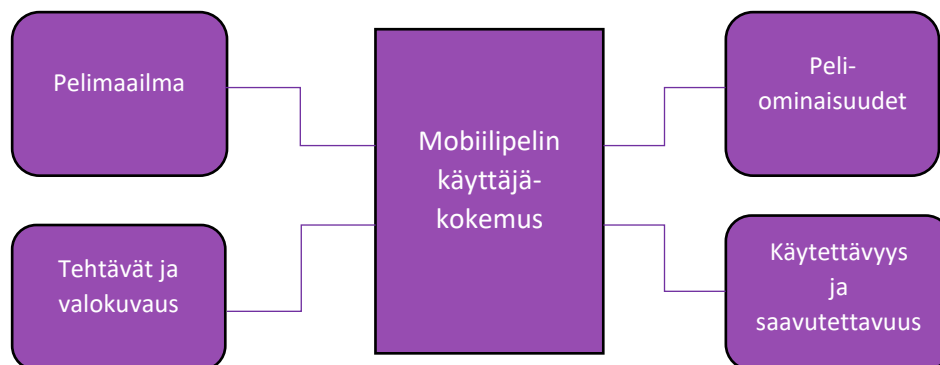 Pelimaailma
Tehtävät ja
valokuvaus
Mobiilipelin
käyttäjä-
kokemus
Peli-
ominaisuudet
Käytettävyys
ja
saavutettavuus